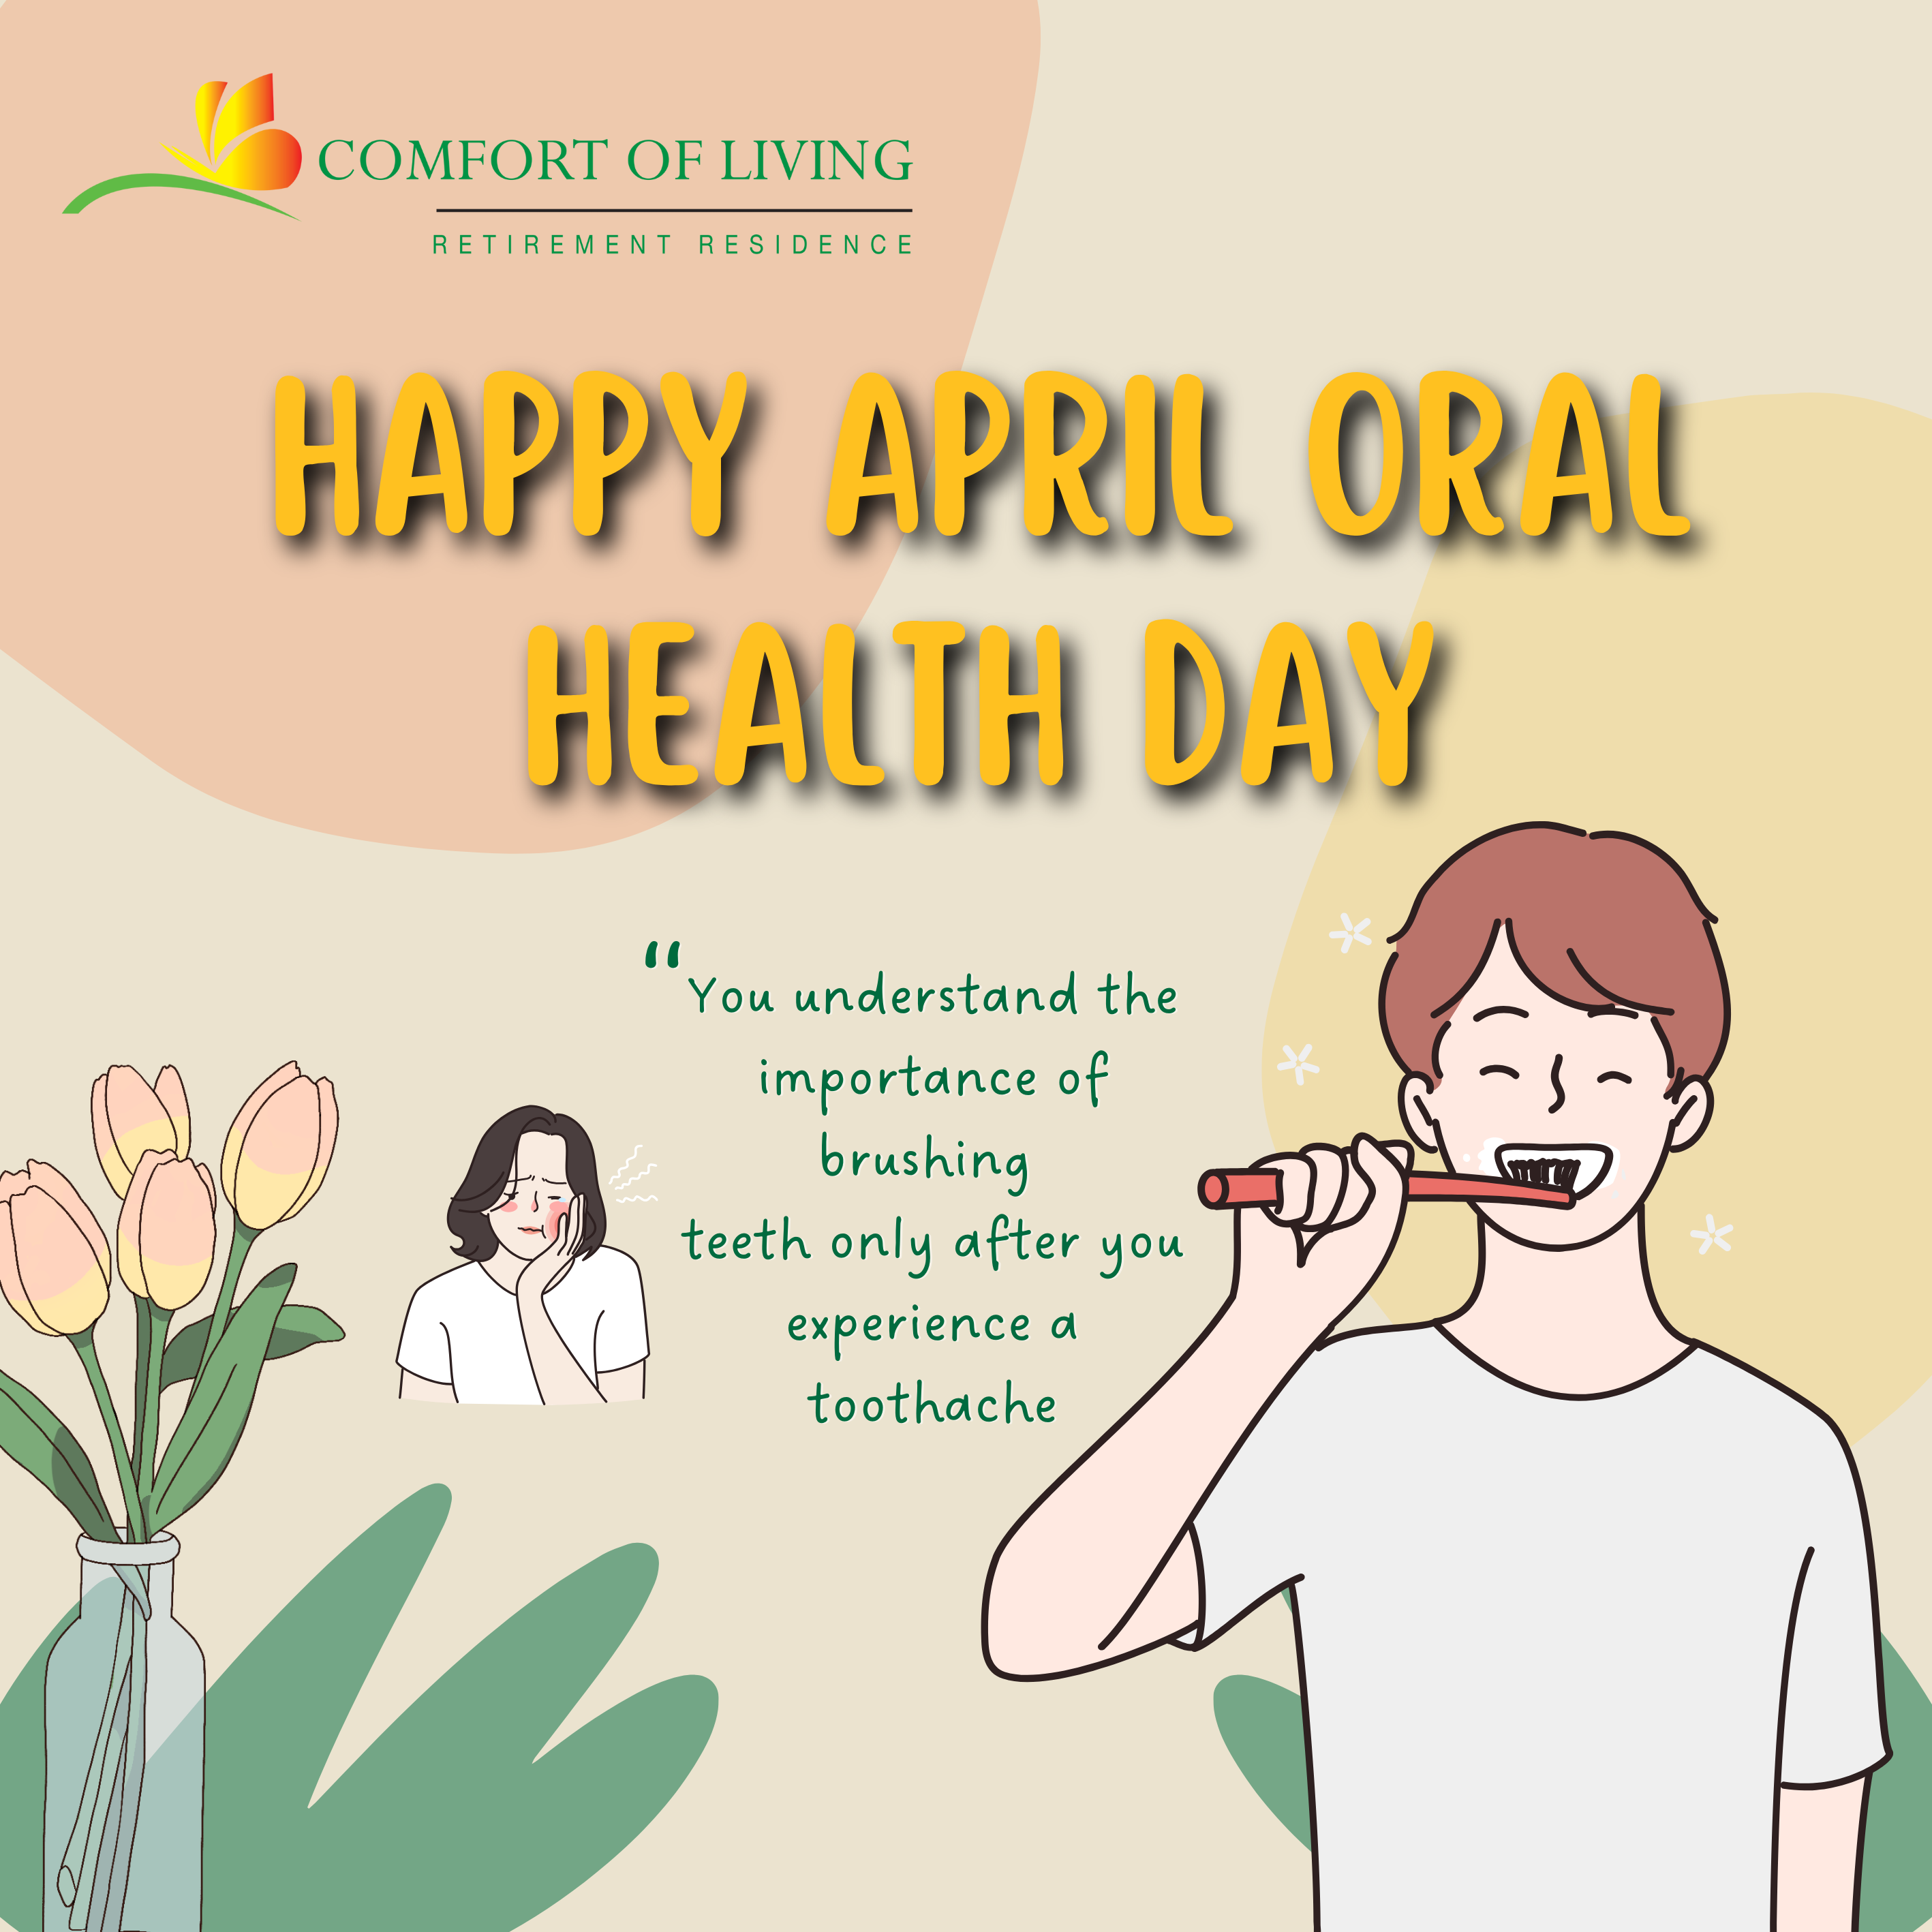 COMFORT OF LIVING
RETIREMENT RESIDENCE
HAPPY APRIL ORAL
HEALTH DAY
“You understand the
importance of
brushing
teeth only after you
experience a
toothache